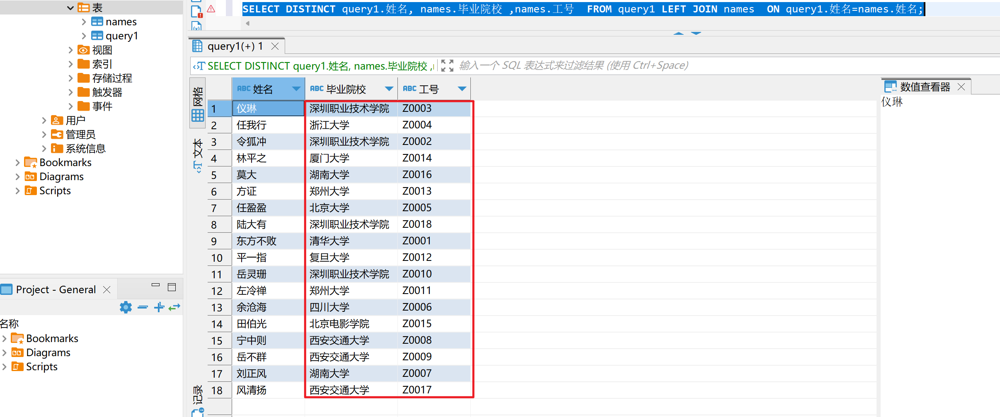 表
names
query1
视图
索引
存储过程
触发器
事件
用户
管理员
系统信息
Bookmarks
Diagrams
Scripts
Project - General
名称
Bookmarks
Diagrams
Scripts
SELECT DISTINCT query1.姓名, names.毕业院校 ,names.工号  FROM query1 LEFT JOIN names  ON query1.姓名=names.姓名;
query1(+) 1
SELECT DISTINCT query1.姓名, names.毕业院校 ,
输入一个 SQL 表达式来过滤结果 (使用 Ctrl+Space)
网格
文本
记录
ABC 姓名 ABC 毕业院校 ABC 工号
1 仪琳 深圳职业技术学院 Z0003
2 任我行 浙江大学 Z0004
3 令狐冲 深圳职业技术学院 Z0002
4 林平之 厦门大学 Z0014
5 莫大 湖南大学 Z0016
6 方证 郑州大学 Z0013
7 任盈盈 北京大学 Z0005
8 陆大有 深圳职业技术学院 Z0018
9 东方不败 清华大学 Z0001
10 平一指 复旦大学 Z0012
11 岳灵珊 深圳职业技术学院 Z0010
12 左冷禅 郑州大学 Z0011
13 余沧海 四川大学 Z0006
14 田伯光 北京电影学院 Z0015
15 宁中则 西安交通大学 Z0008
16 岳不群 西安交通大学 Z0009
17 刘正风 湖南大学 Z0007
18 风清扬 西安交通大学 Z0017
数值查看器
仪琳